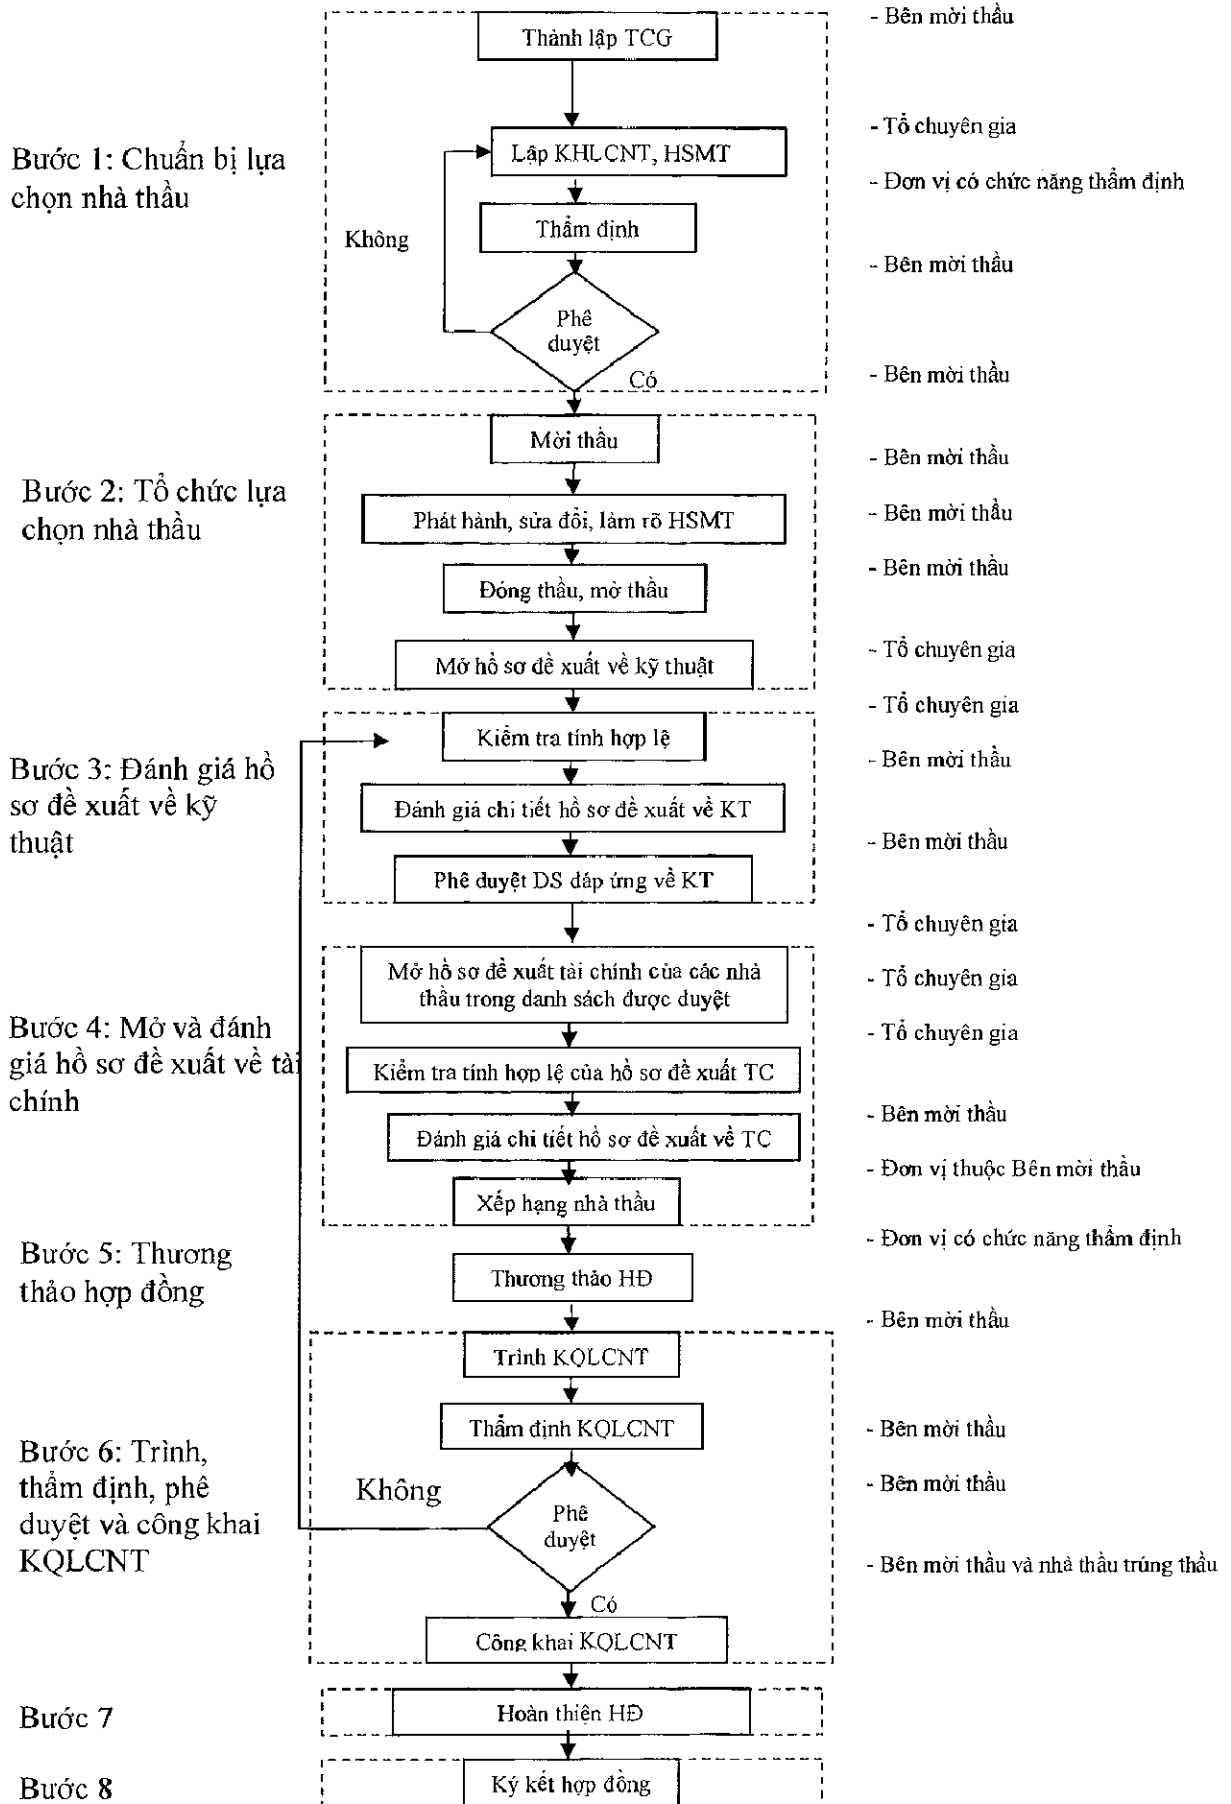 Thành lập TCG
- Bên mời thầu
Bước 1: Chuẩn bị lựa
chọn nhà thầu
- Tổ chuyên gia
Lập KHLCNT, HSMT
- Đơn vị có chức năng thẩm định
Thẩm định
Không
- Bên mời thầu
Phê
duyệt
Có
- Bên mời thầu
Mời thầu
- Bên mời thầu
Bước 2: Tổ chức lựa
chọn nhà thầu
Phát hành, sửa đổi, làm rõ HSMT
- Bên mời thầu
Đóng thầu, mở thầu
- Bên mời thầu
Mở hồ sơ đề xuất về kỹ thuật
- Tổ chuyên gia
- Tổ chuyên gia
Kiểm tra tính hợp lệ
- Bên mời thầu
Bước 3: Đánh giá hồ
sơ đề xuất về kỹ
thuật
Đánh giá chi tiết hồ sơ đề xuất về KT
- Bên mời thầu
Phê duyệt DS đáp ứng về KT
- Tổ chuyên gia
Mở hồ sơ đề xuất tài chính của các nhà
thầu trong danh sách được duyệt
- Tổ chuyên gia
- Tổ chuyên gia
Bước 4: Mở và đánh
giá hồ sơ đề xuất về tài
chính
Kiểm tra tính hợp lệ của hồ sơ đề xuất TC
Đánh giá chi tiết hồ sơ đề xuất về TC
- Bên mời thầu
- Đơn vị thuộc Bên mời thầu
Xếp hạng nhà thầu
- Đơn vị có chức năng thẩm định
Bước 5: Thương
thảo hợp đồng
Thương thảo HĐ
- Bên mời thầu
Trình KQLCNT
Thẩm định KQLCNT
- Bên mời thầu
Bước 6: Trình,
thẩm định, phê
duyệt và công khai
KQLCNT
Không
- Bên mời thầu
Phê
duyệt
- Bên mời thầu và nhà thầu trúng thầu
Có
Công khai KQLCNT
Bước 7
Hoàn thiện HĐ
Bước 8
Ký kết hợp đồng